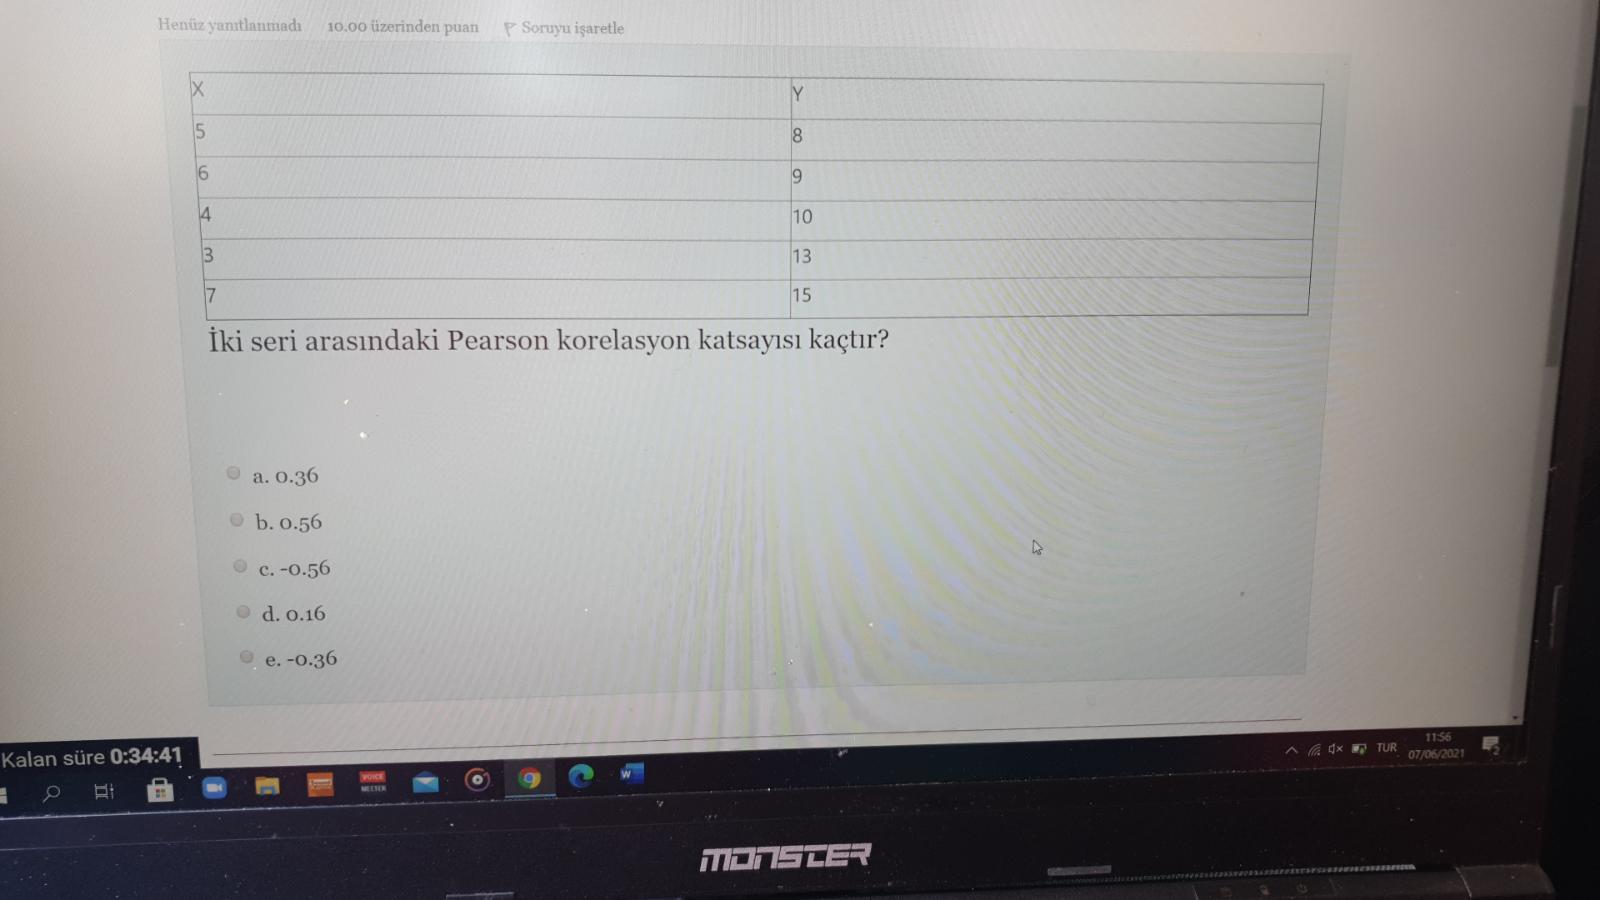 Henüz yanıtlanmadı 10.00 üzerinden puan Soruyu işaretle
X Y
5 8
6 9
4 10
3 13
7 15
İki seri arasındaki Pearson korelasyon katsayısı kaçtır?
a. 0.36
b. 0.56
c. -0.56
d. 0.16
e. -0.36
Kalan süre 0:34:41
VOICE
MEETER
W
TUR
11:56
07/06/2021
2
MONSTER